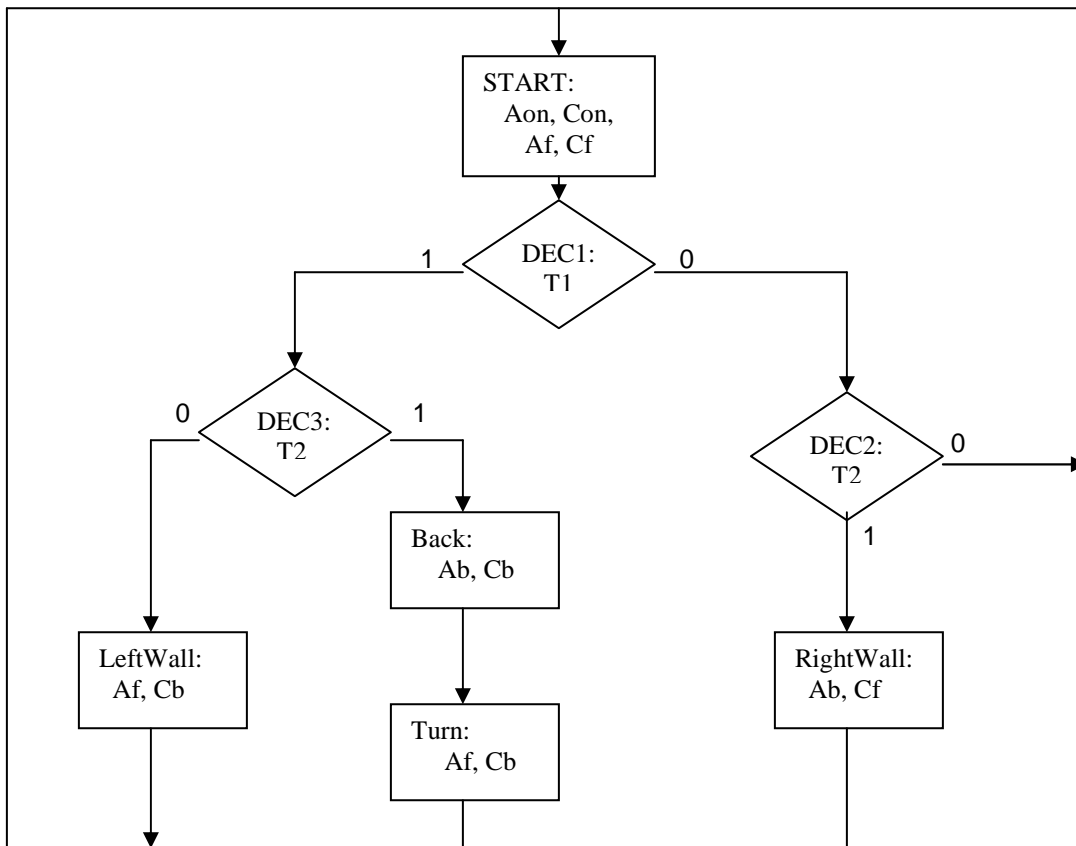 START:
Aon, Con,
Af, Cf
DEC1:
T1
1
0
DEC3:
T2
0
1
DEC2:
T2
0
1
Back:
Ab, Cb
LeftWall:
Af, Cb
RightWall:
Ab, Cf
Turn:
Af, Cb